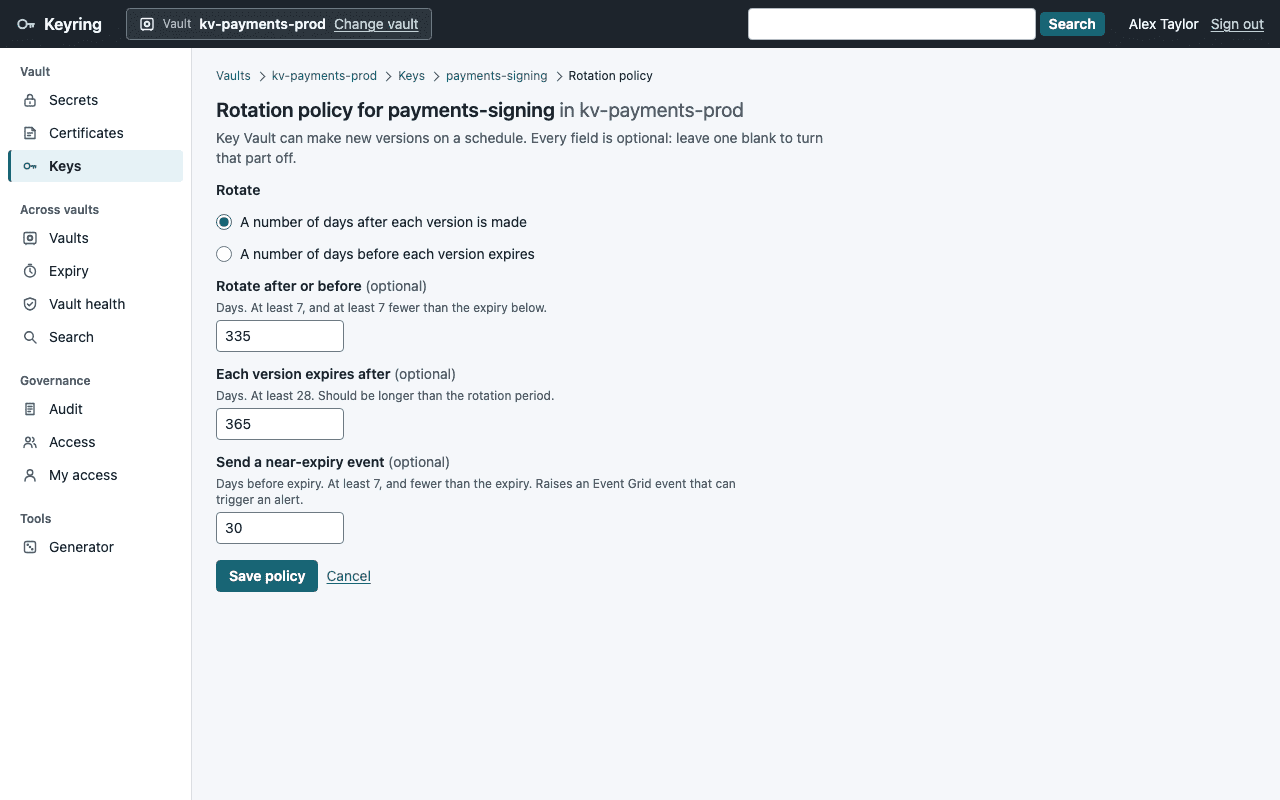 Keyring
Vault kv-payments-prod Change vault
Search
Alex Taylor
Sign out
Vault
Secrets
Certificates
Keys
Across vaults
Vaults
Expiry
Vault health
Search
Governance
Audit
Access
My access
Tools
Generator
Vaults > kv-payments-prod > Keys > payments-signing > Rotation policy
Rotation policy for payments-signing in kv-payments-prod
Key Vault can make new versions on a schedule. Every field is optional: leave one blank to turn
that part off.
Rotate
A number of days after each version is made
A number of days before each version expires
Rotate after or before (optional)
Days. At least 7, and at least 7 fewer than the expiry below.
335
Each version expires after (optional)
Days. At least 28. Should be longer than the rotation period.
365
Send a near-expiry event (optional)
Days before expiry. At least 7, and fewer than the expiry. Raises an Event Grid event that can
trigger an alert.
30
Save policy
Cancel